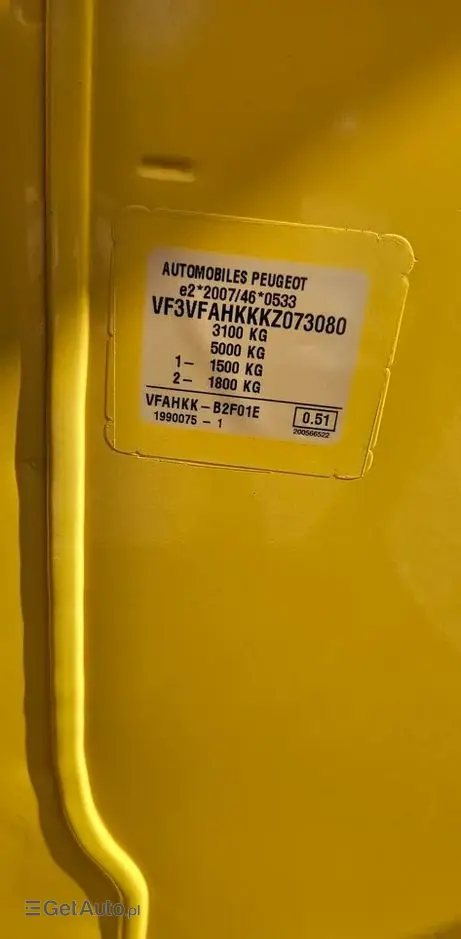 AUTOMOBILES PEUGEOT
e2*2007/46*0533
VF3VFAHKKKZ073080
3100 KG
5000 KG
1- 1500 KG
2- 1800 KG
VFAHKK-B2F01E 0.51
1990075 - 1 200566522
GetAuto.pl